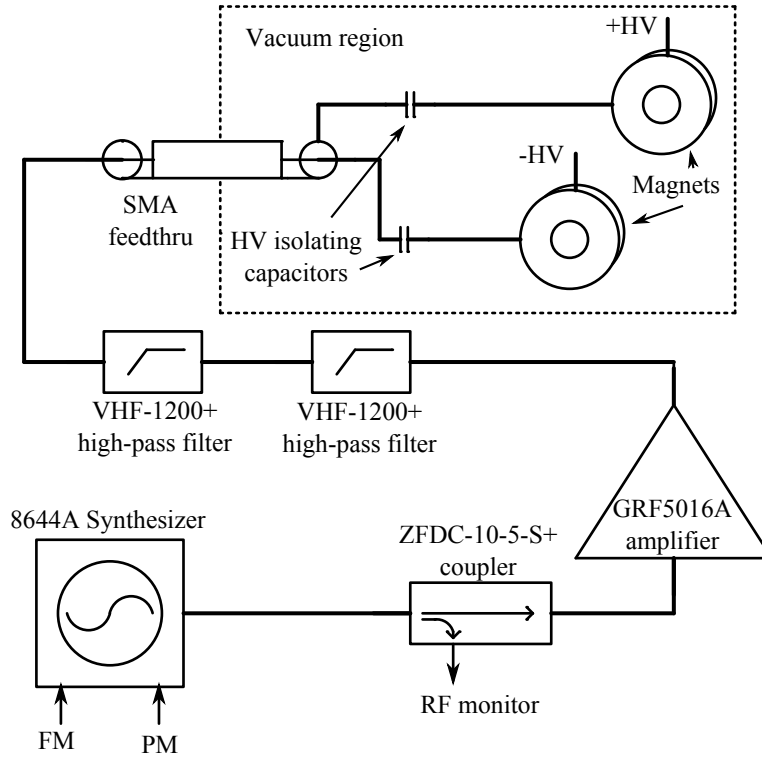 +HV
Vacuum region
-HV
Magnets
SMA
feedthru
HV isolating
capacitors
VHF-1200+
high-pass filter
VHF-1200+
high-pass filter
8644A Synthesizer
ZFDC-10-5-S+
coupler
GRF5016A
amplifier
RF monitor
FM
PM